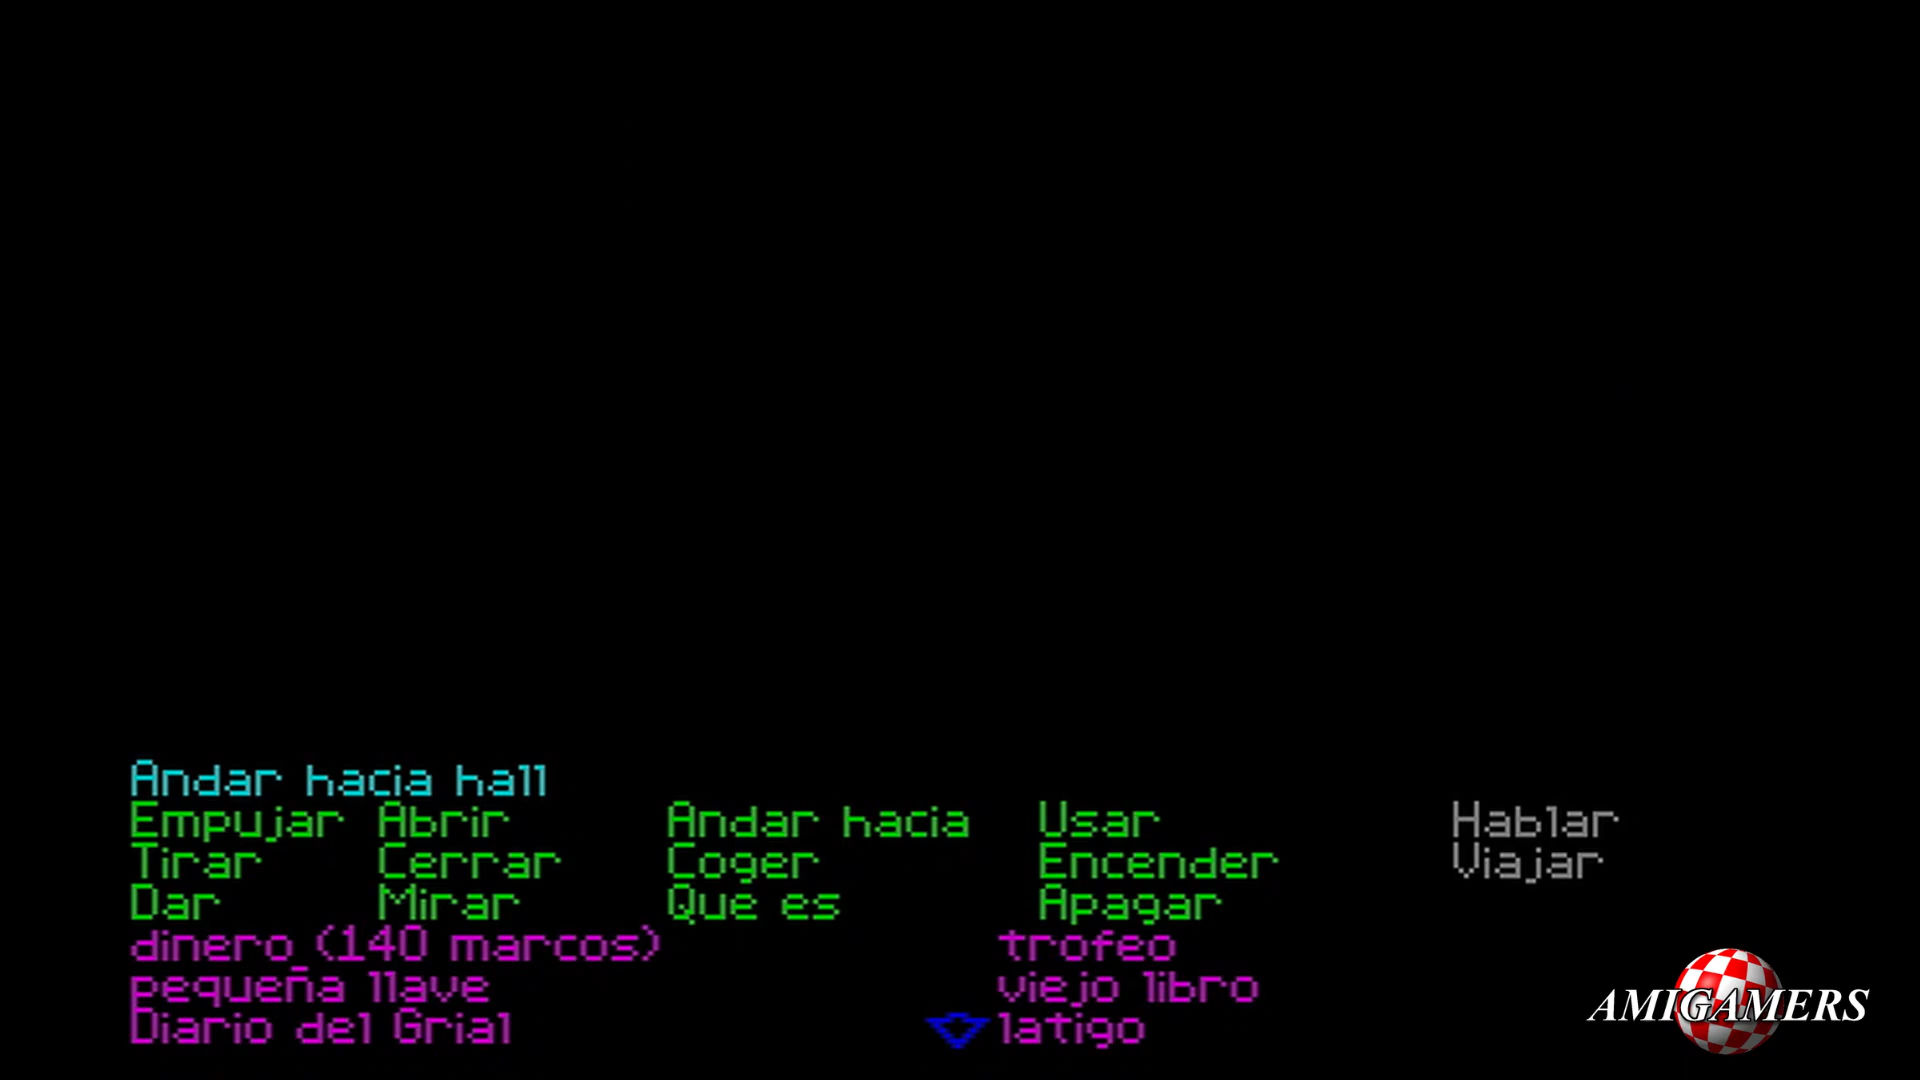 Andar hacia hall
Empujar Abrir Andar hacia Usar Hablar
Tirar Cerrar Coger Encender Viajar
Dar Mirar Que es Apagar
dinero (140 marcos) trofeo
pequeña llave viejo libro
Diario del Grial latigo
AMIGAMERS